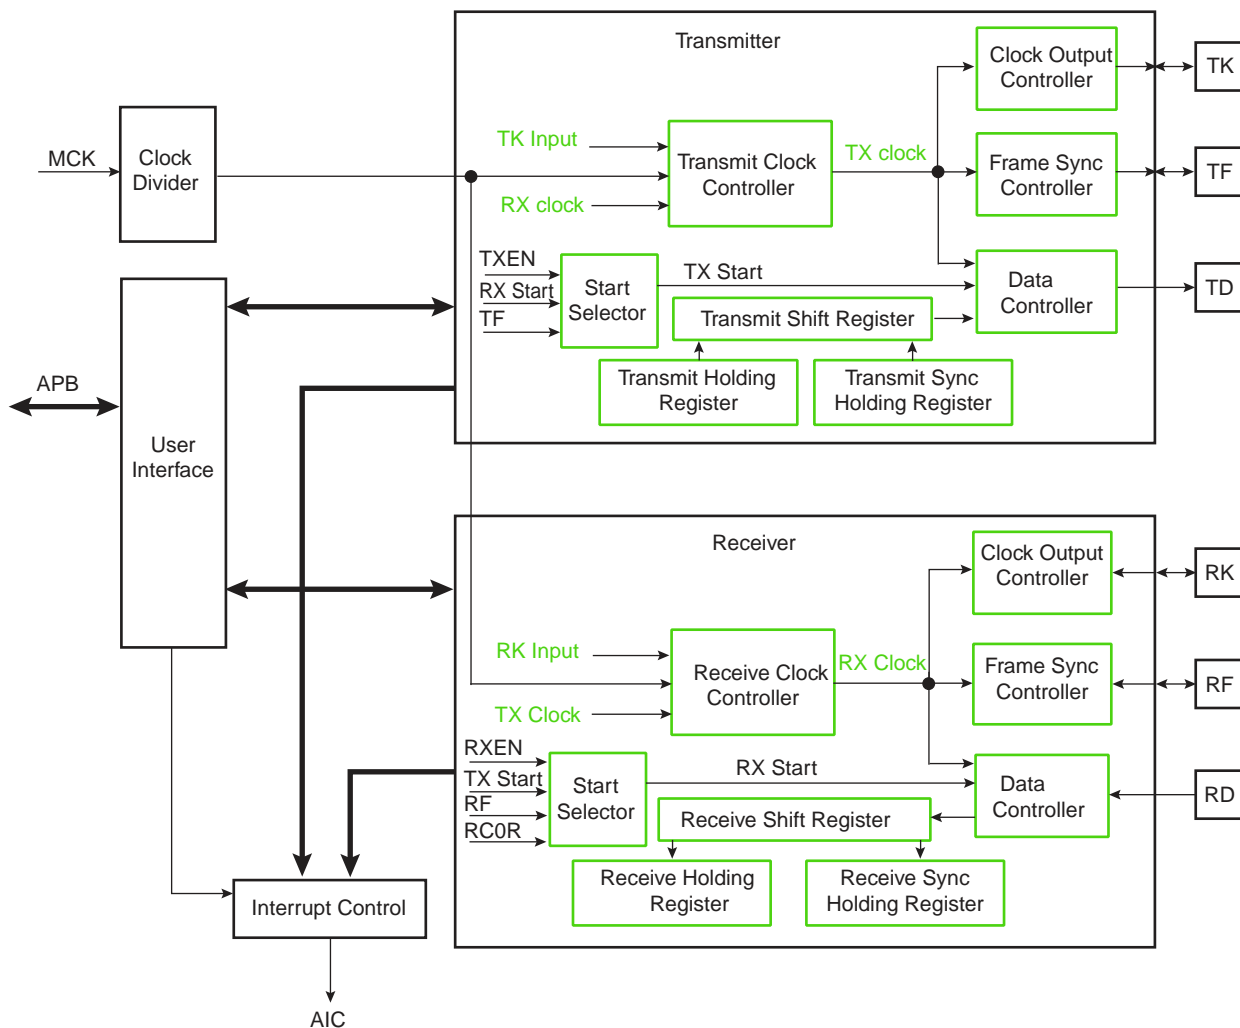 Transmitter
Clock Output
Controller
TK
MCK
Clock
Divider
TK Input
Transmit Clock
Controller
RX clock
TX clock
Frame Sync
Controller
TF
TXEN
RX Start
TF
Start
Selector
TX Start
Data
Controller
TD
Transmit Shift Register
Transmit Holding
Register
Transmit Sync
Holding Register
APB
User
Interface
Receiver
Clock Output
Controller
RK
RK Input
Receive Clock
Controller
TX Clock
RX Clock
Frame Sync
Controller
RF
RXEN
TX Start
RF
RC0R
Start
Selector
RX Start
Data
Controller
RD
Receive Shift Register
Receive Holding
Register
Receive Sync
Holding Register
Interrupt Control
AIC